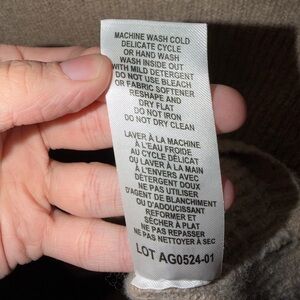 MACHINE WASH COLD
DELICATE CYCLE
OR HAND WASH
WASH INSIDE OUT
WITH MILD DETERGENT
DO NOT USE BLEACH
OR FABRIC SOFTENER
RESHAPE AND
DRY FLAT
DO NOT IRON
DO NOT DRY CLEAN
LAVER À LA MACHINE
À L'EAU FROIDE
AU CYCLE DÉLICAT
OU LAVER À LA MAIN
À L'ENVERS AVEC
DÉTERGENT DOUX
NE PAS UTILISER
D'AGENT DE BLANCHIMENT
OU D'ADOUCISSANT
REFORMER ET
SÉCHER À PLAT
NE PAS REPASSER
NE PAS NETTOYER À SEC
LOT AG0524-01